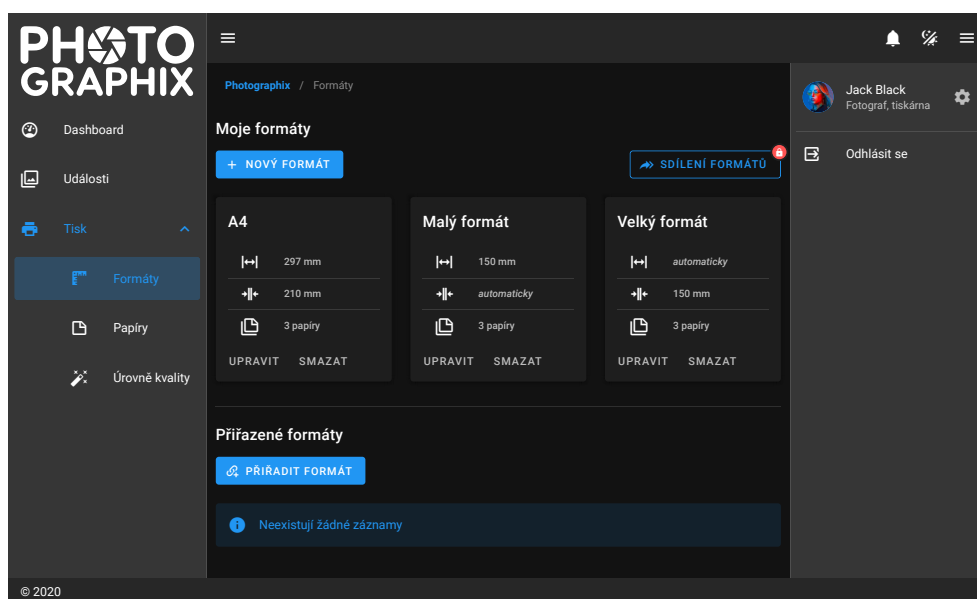 PHOTO
GRAPHIX
Dashboard
Události
Tisk
Formáty
Papíry
Úrovně kvality
Photographix / Formáty
Moje formáty
+ NOVÝ FORMÁT
SDÍLENÍ FORMÁTŮ
A4
297 mm
210 mm
3 papíry
UPRAVIT SMAZAT
Malý formát
150 mm
automaticky
3 papíry
UPRAVIT SMAZAT
Velký formát
automaticky
150 mm
3 papíry
UPRAVIT SMAZAT
Přiřazené formáty
PŘIŘADIT FORMÁT
Neexistují žádné záznamy
Jack Black
Fotograf, tiskárna
Odhlásit se
© 2020